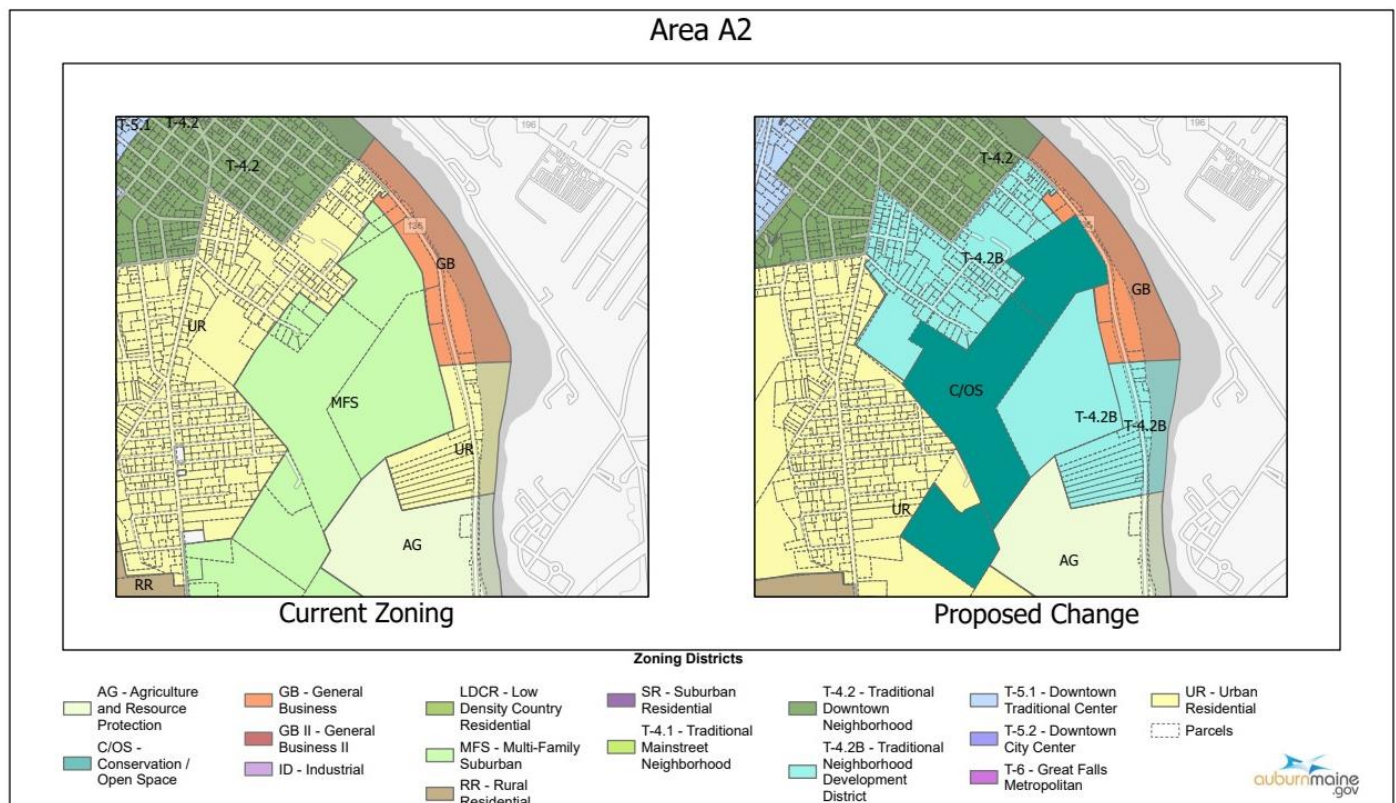 Area A2
T-5.1
T-4.2
T-4.2
196
136
GB
UR
MFS
UR
AG
RR
Current Zoning
T-4.2
196
T-4.2B
GB
C/OS
T-4.2B
T-4.2B
UR
AG
Proposed Change
Zoning Districts
AG - Agriculture
and Resource
Protection
C/OS -
Conservation /
Open Space
GB - General
Business
GB II - General
Business II
ID - Industrial
LDCR - Low
Density Country
Residential
MFS - Multi-Family
Suburban
RR - Rural
Residential
SR - Suburban
Residential
T-4.1 - Traditional
Mainstreet
Neighborhood
T-4.2 - Traditional
Downtown
Neighborhood
T-4.2B - Traditional
Neighborhood
Development
District
T-5.1 - Downtown
Traditional Center
T-5.2 - Downtown
City Center
T-6 - Great Falls
Metropolitan
UR - Urban
Residential
Parcels
auburnmaine
.gov